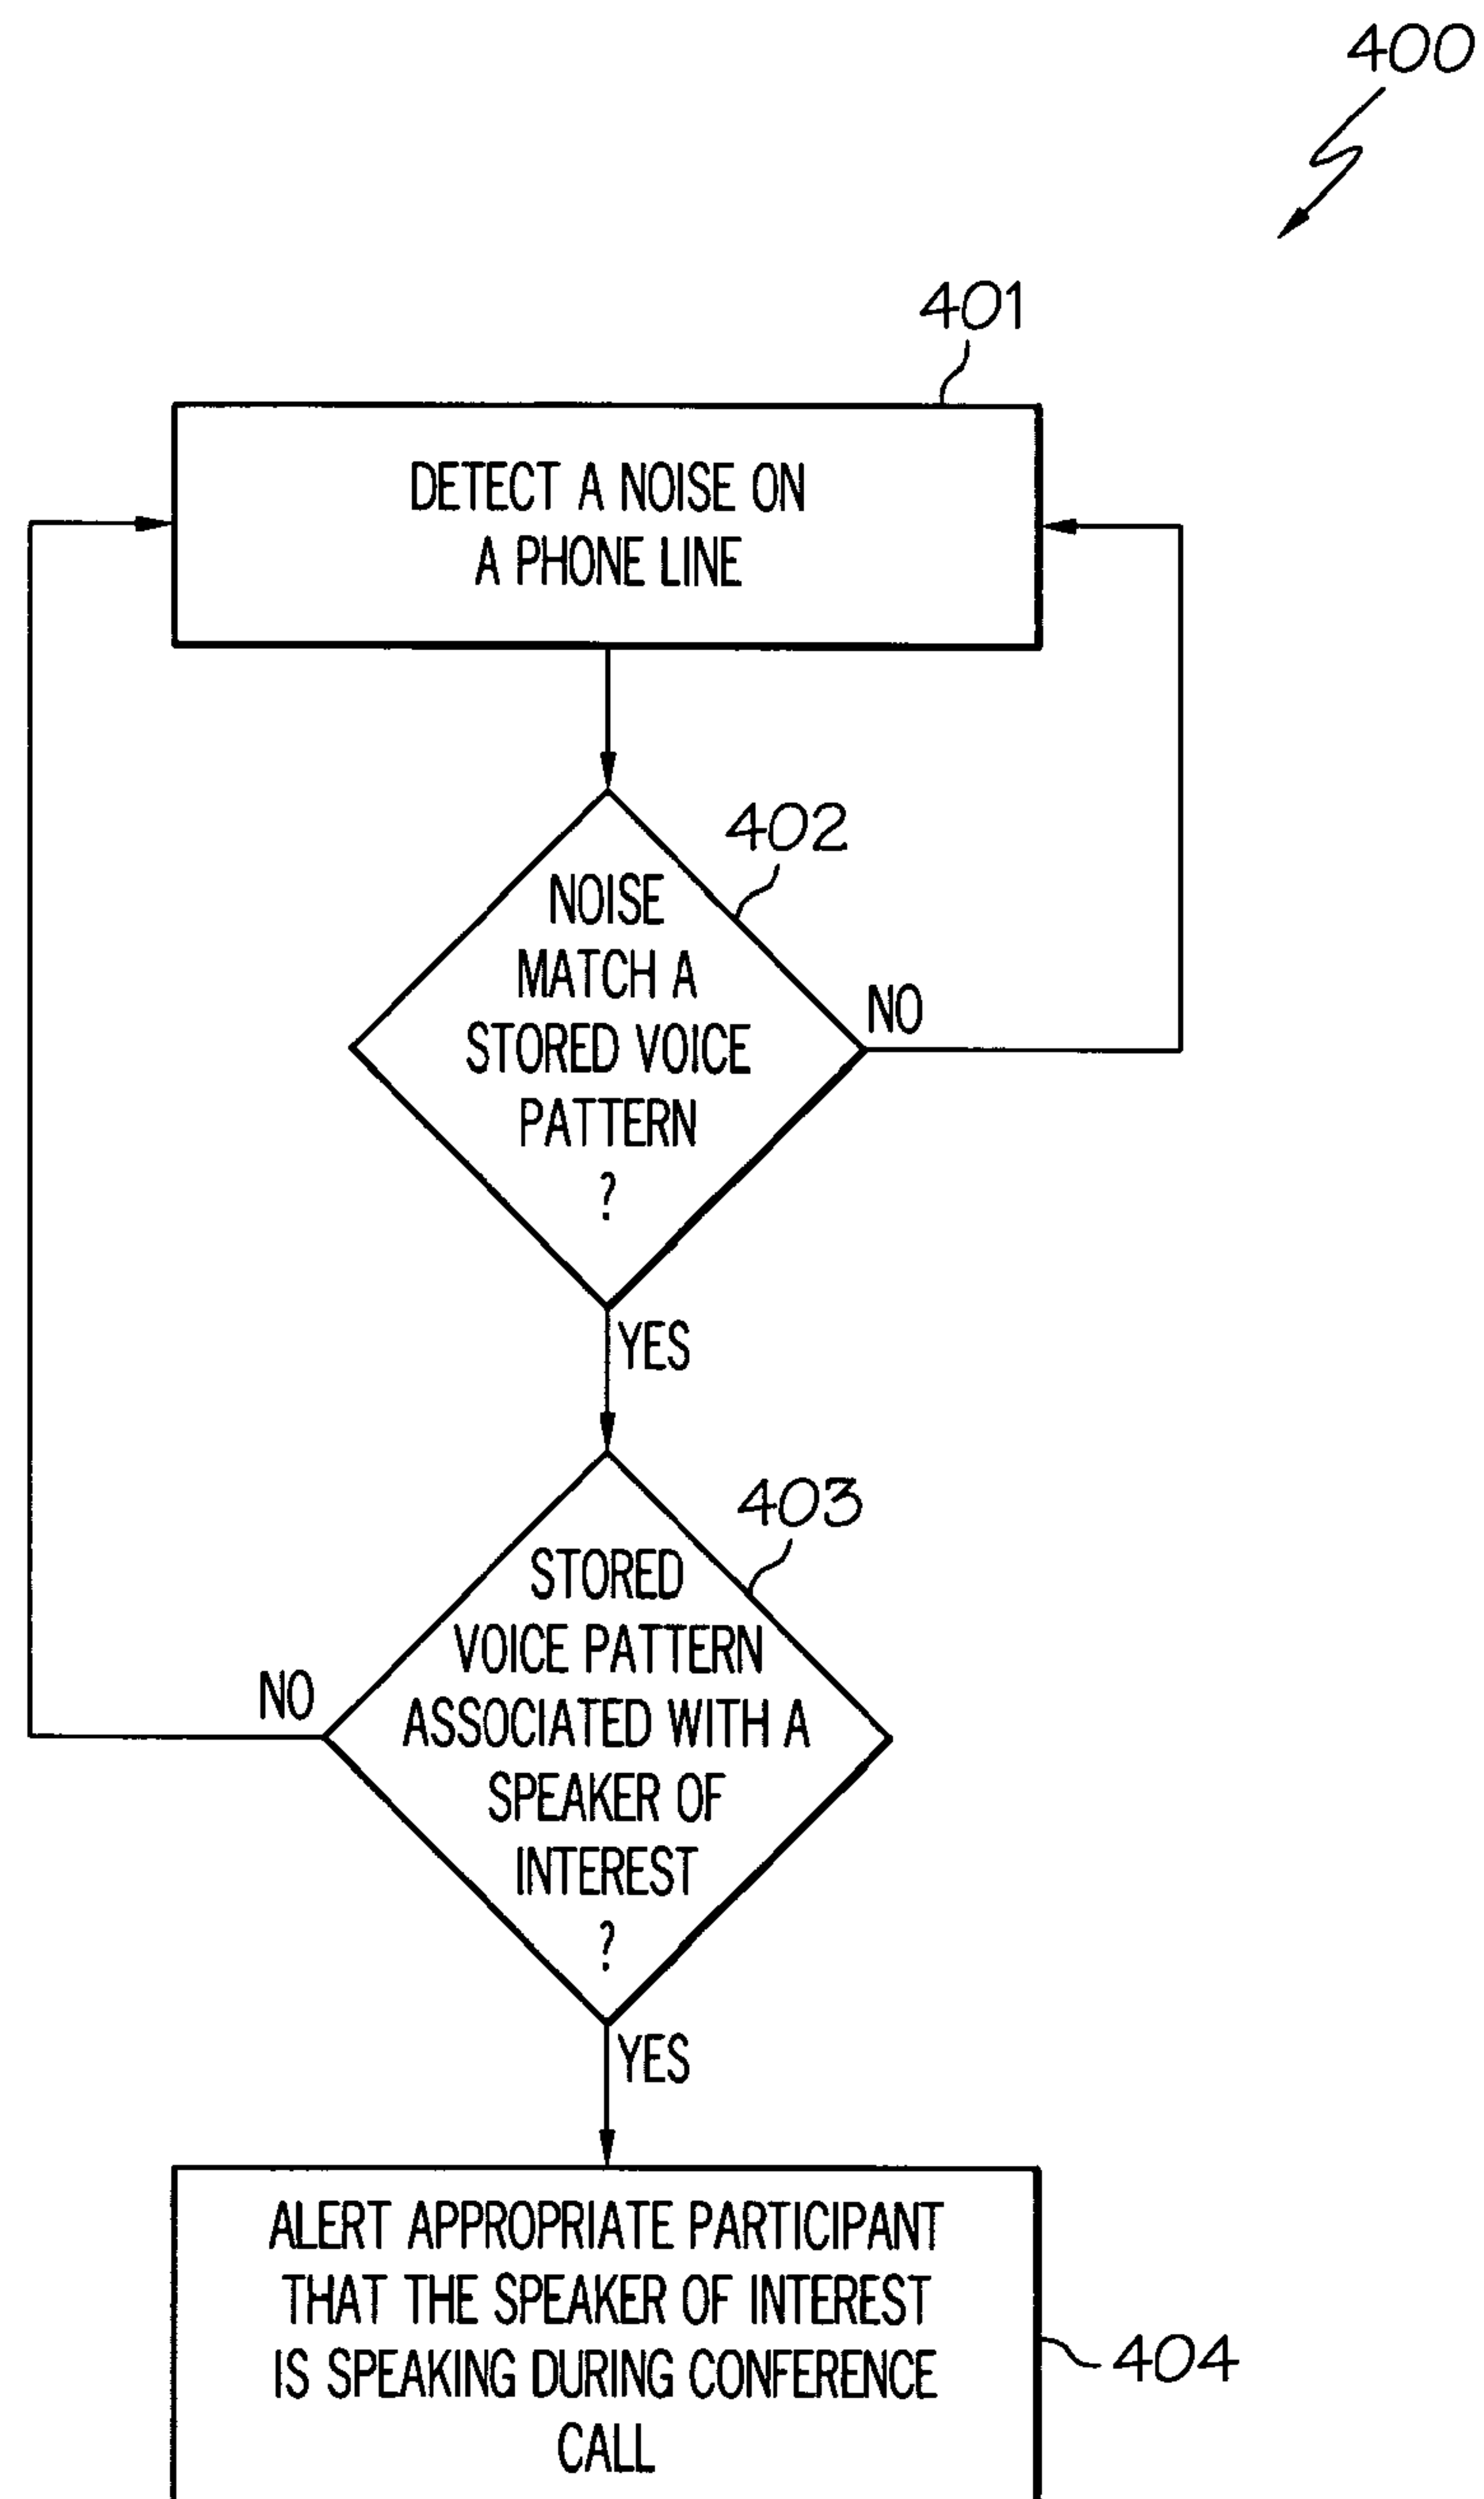 400
401
DETECT A NOISE ON
A PHONE LINE
402
NOISE
MATCH A
STORED VOICE
PATTERN
?
NO
YES
403
STORED
VOICE PATTERN
ASSOCIATED WITH A
SPEAKER OF
INTEREST
?
NO
YES
ALERT APPROPRIATE PARTICIPANT
THAT THE SPEAKER OF INTEREST
IS SPEAKING DURING CONFERENCE
CALL
404